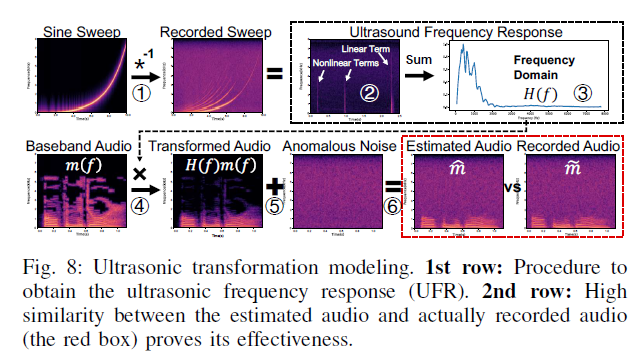 Sine Sweep Recorded Sweep Ultrasound Frequency Response
*-1
① = Nonlinear Terms Linear Term ② Sum Frequency
Domain
H(f) ③
Baseband Audio Transformed Audio Anomalous Noise Estimated Audio Recorded Audio
m(f) × ④ H(f)m(f) + ⑤ = ⑥ m̂ vs m̃
Fig. 8: Ultrasonic transformation modeling. 1st row: Procedure to
obtain the ultrasonic frequency response (UFR). 2nd row: High
similarity between the estimated audio and actually recorded audio
(the red box) proves its effectiveness.